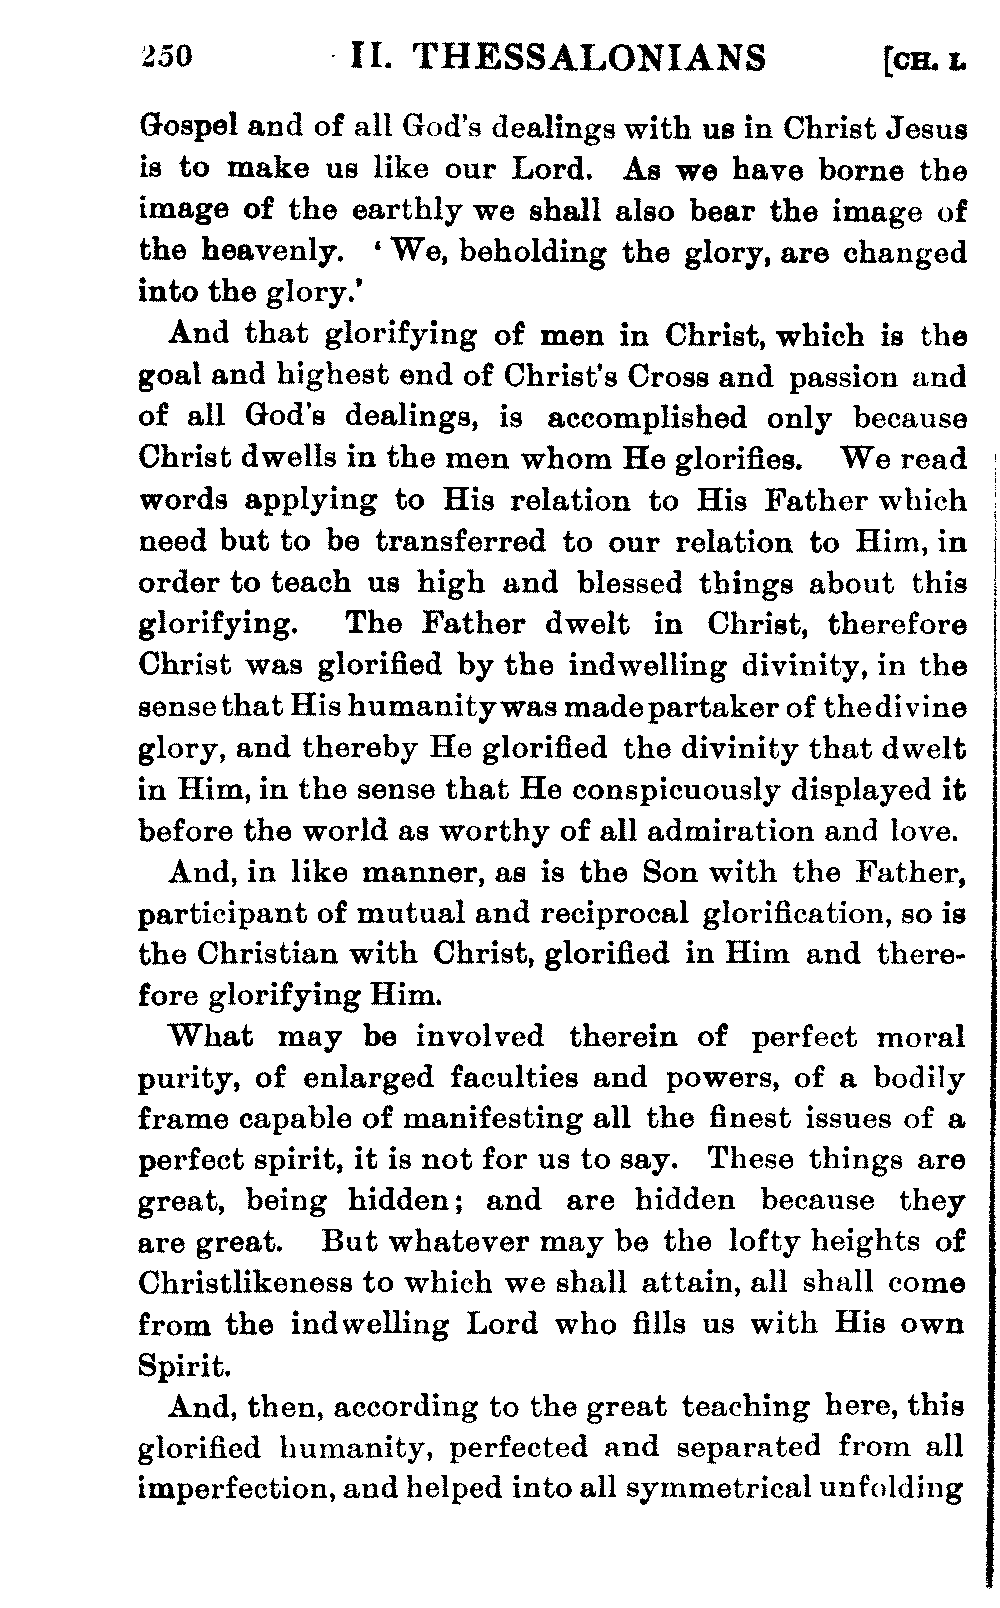 250 II. THESSALONIANS [CH. I.
Gospel and of all God's dealings with us in Christ Jesus
is to make us like our Lord. As we have borne the
image of the earthly we shall also bear the image of
the heavenly. ‘We, beholding the glory, are changed
into the glory.’
And that glorifying of men in Christ, which is the
goal and highest end of Christ's Cross and passion and
of all God's dealings, is accomplished only because
Christ dwells in the men whom He glorifies. We read
words applying to His relation to His Father which
need but to be transferred to our relation to Him, in
order to teach us high and blessed things about this
glorifying. The Father dwelt in Christ, therefore
Christ was glorified by the indwelling divinity, in the
sense that His humanity was made partaker of the divine
glory, and thereby He glorified the divinity that dwelt
in Him, in the sense that He conspicuously displayed it
before the world as worthy of all admiration and love.
And, in like manner, as is the Son with the Father,
participant of mutual and reciprocal glorification, so is
the Christian with Christ, glorified in Him and there-
fore glorifying Him.
What may be involved therein of perfect moral
purity, of enlarged faculties and powers, of a bodily
frame capable of manifesting all the finest issues of a
perfect spirit, it is not for us to say. These things are
great, being hidden; and are hidden because they
are great. But whatever may be the lofty heights of
Christlikeness to which we shall attain, all shall come
from the indwelling Lord who fills us with His own
Spirit.
And, then, according to the great teaching here, this
glorified humanity, perfected and separated from all
imperfection, and helped into all symmetrical unfolding